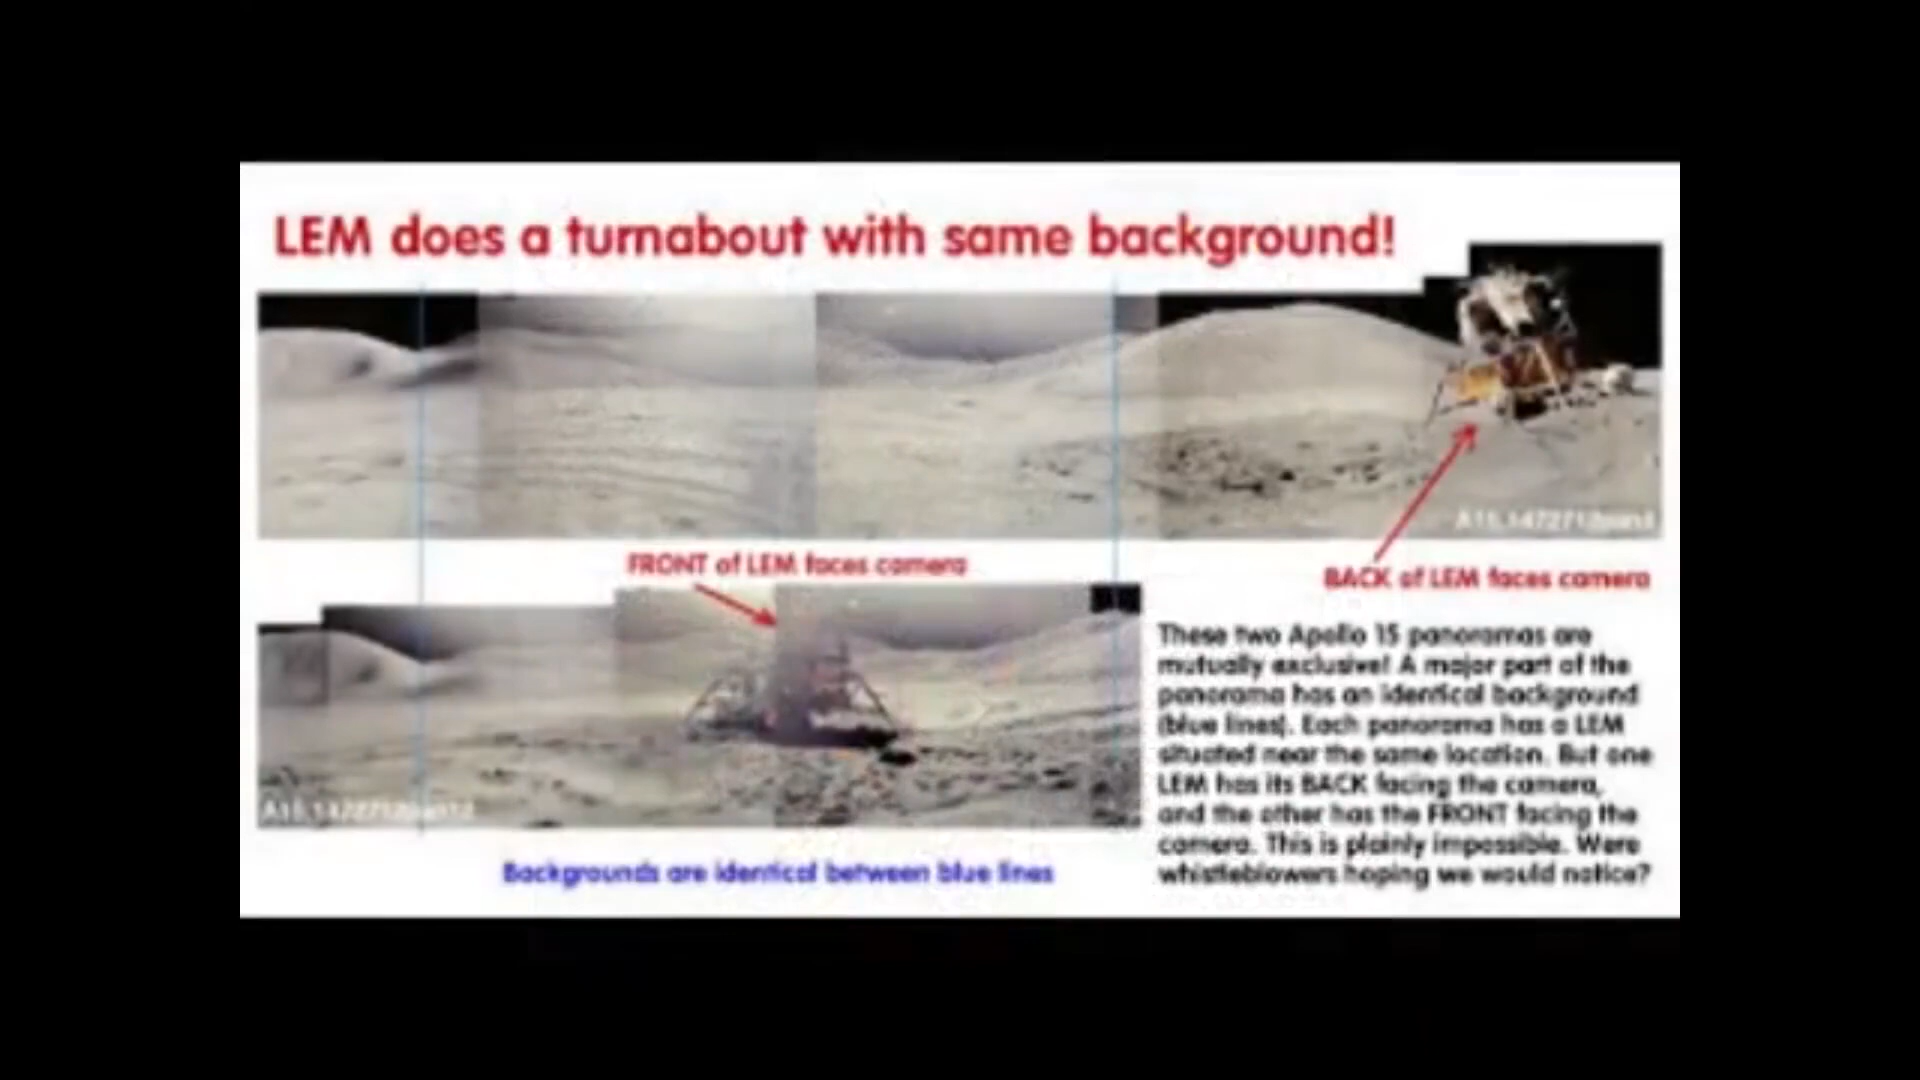 LEM does a turnabout with same background!
FRONT of LEM faces camera
BACK of LEM faces camera
These two Apollo 15 panoramas are
mutually exclusive! A major part of the
panorama has an identical background
(blue lines). Each panorama has a LEM
situated near the same location. But one
LEM has its BACK facing the camera,
and the other has the FRONT facing the
camera. This is plainly impossible. Were
whistleblowers hoping we would notice?
Backgrounds are identical between blue lines